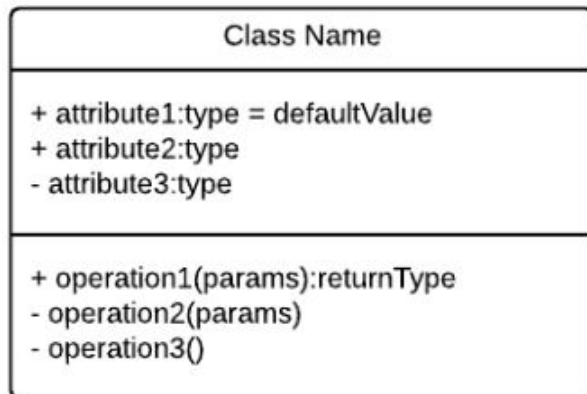 Class Name
+ attribute1:type = defaultValue
+ attribute2:type
- attribute3:type
+ operation1(params):returnType
- operation2(params)
- operation3()